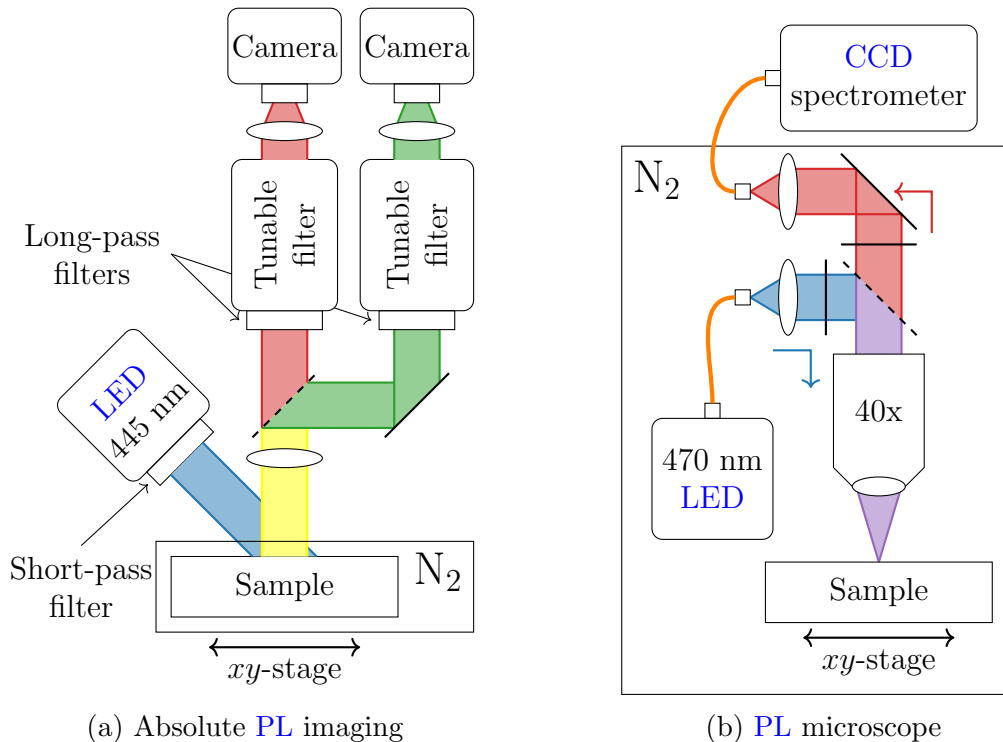 Camera
Camera
Tunable
filter
Tunable
filter
Long-pass
filters
LED
445 nm
Short-pass
filter
Sample
N₂
xy-stage
(a) Absolute PL imaging
CCD
spectrometer
N₂
40x
470 nm
LED
Sample
xy-stage
(b) PL microscope